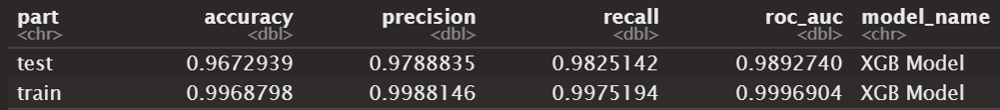 part accuracy precision recall roc_auc model_name
<chr> <dbl> <dbl> <dbl> <dbl> <chr>
test 0.9672939 0.9788835 0.9825142 0.9892740 XGB Model
train 0.9968798 0.9988146 0.9975194 0.9996904 XGB Model